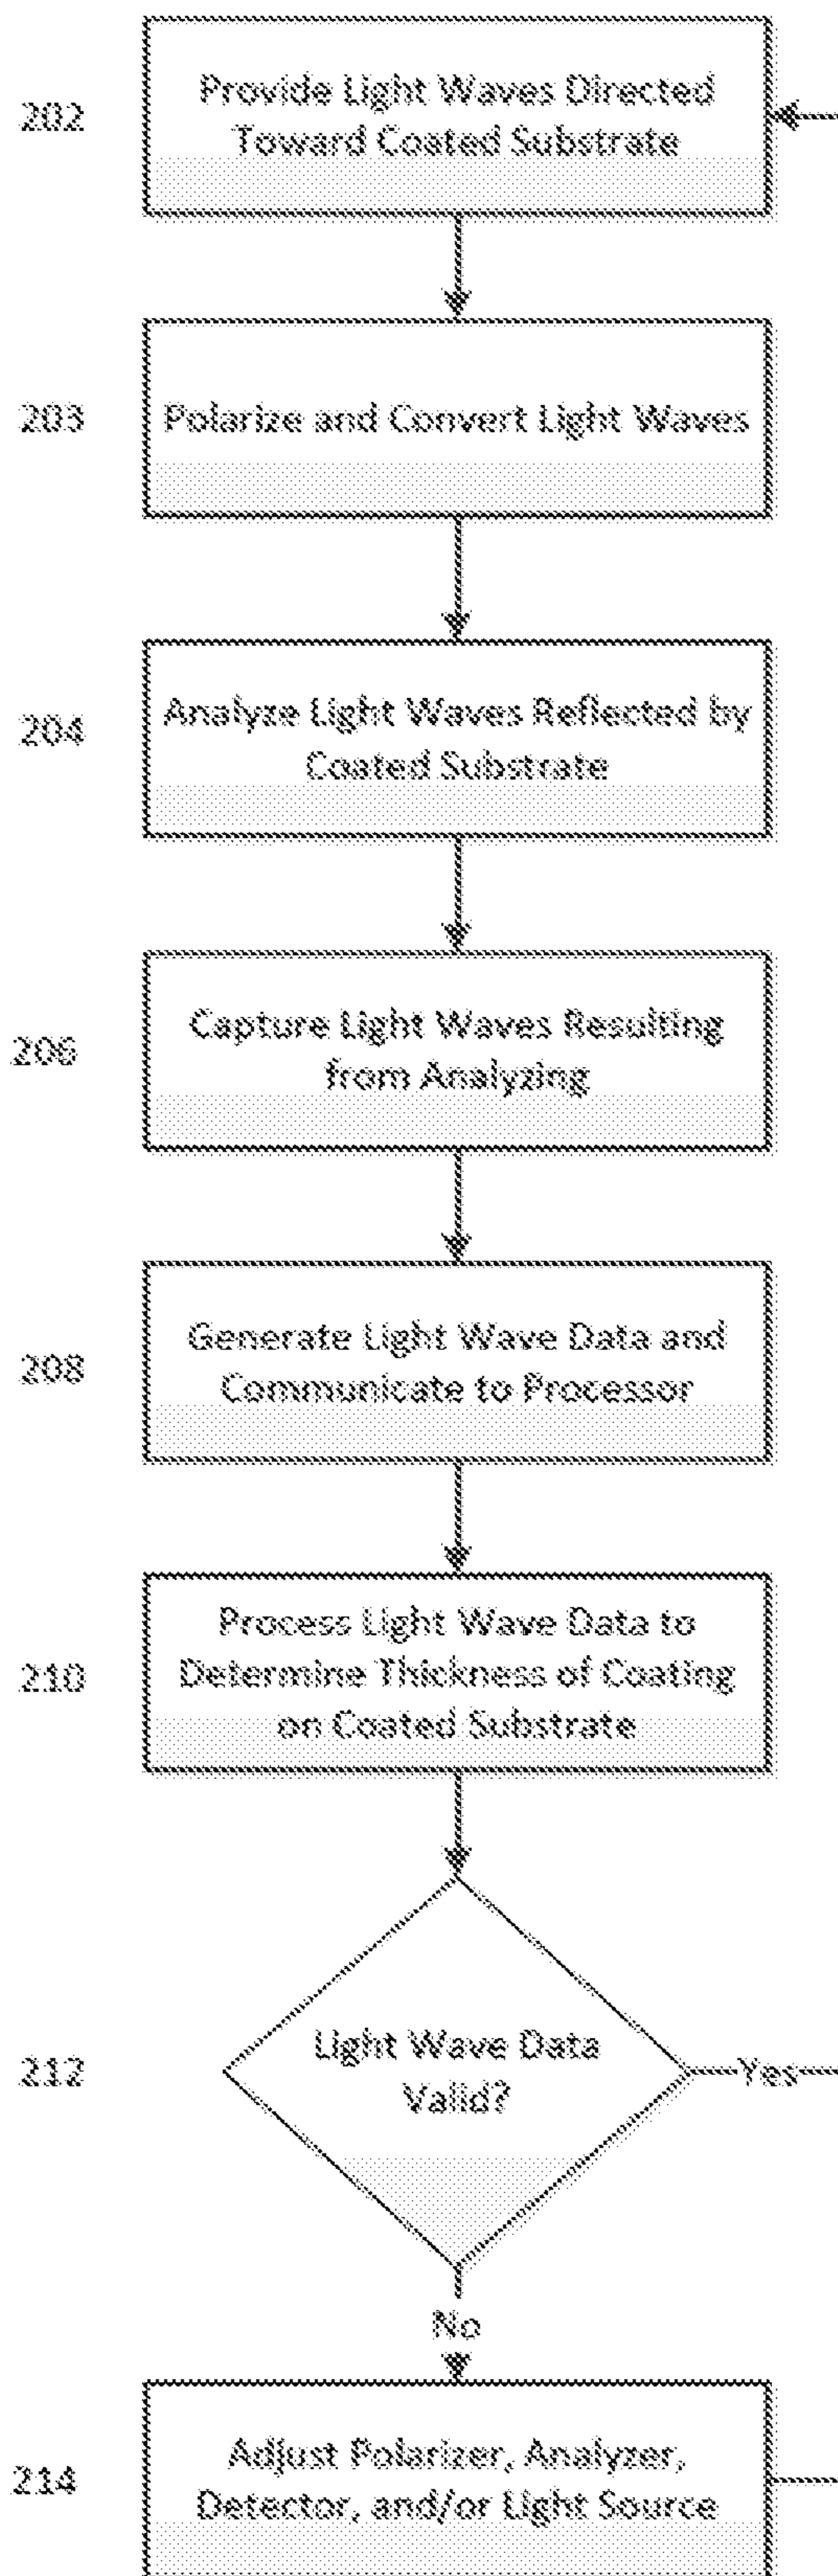 202
Provide Light Waves Directed
Toward Coated Substrate
203
Polarize and Convert Light Waves
204
Analyze Light Waves Reflected by
Coated Substrate
206
Capture Light Waves Resulting
from Analyzing
208
Generate Light Wave Data and
Communicate to Processor
210
Process Light Wave Data to
Determine Thickness of Coating
on Coated Substrate
212
Light Wave Data
Valid?
Yes
No
214
Adjust Polarizer, Analyzer,
Detector, and/or Light Source